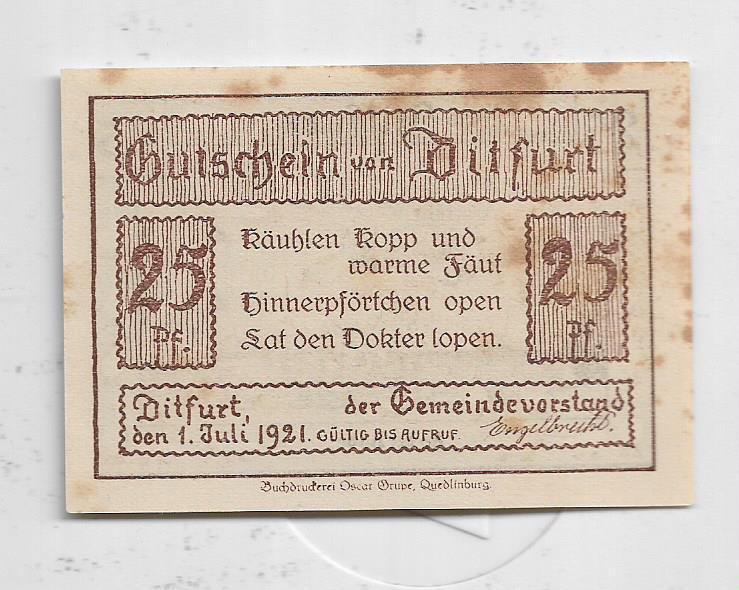 Gutschein von Ditfurt
25 Pf.
Käuhlen Kopp und
warme Fäut
Hinnerpförtchen open
Lat den Dokter lopen.
25 Pf.
Ditfurt, der Gemeindevorstand
den 1. Juli 1921. GÜLTIG BIS AUFRUF. Engelbrecht.
Buchdruckerei Oscar Grupe, Quedlinburg.